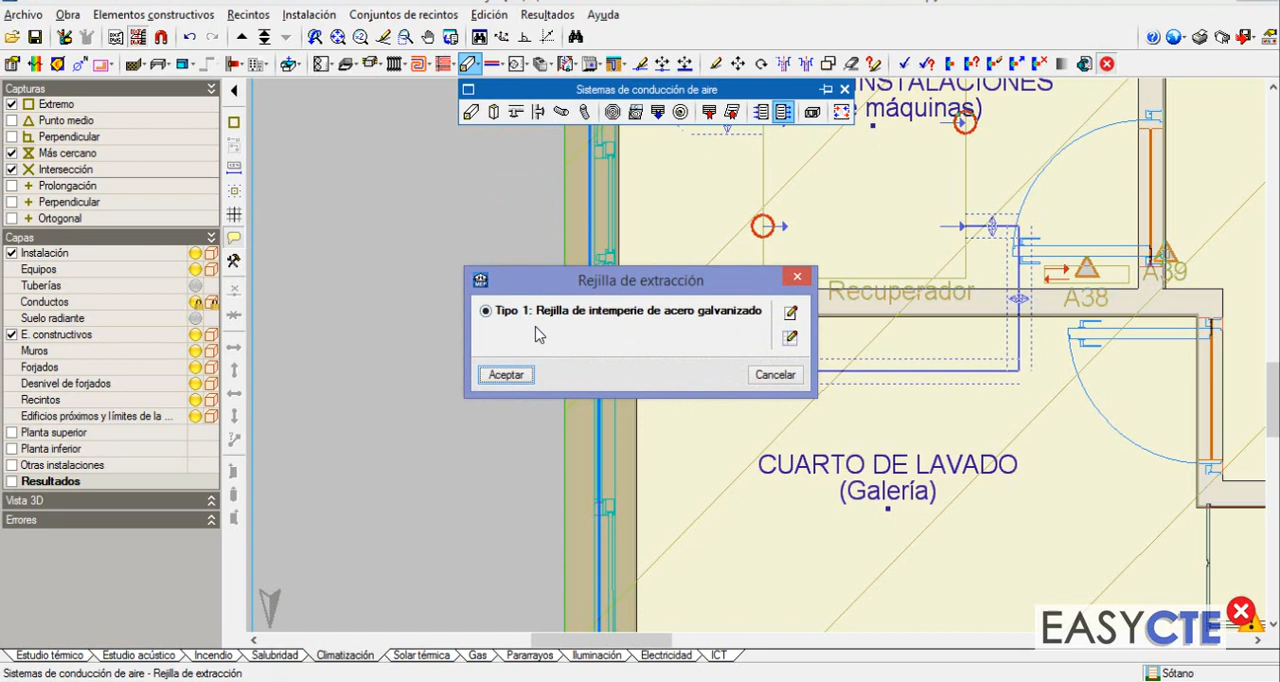 Archivo Obra Elementos constructivos Recintos Instalación Conjuntos de recintos Edición Resultados Ayuda
Capturas
Extremo
Punto medio
Perpendicular
Más cercano
Intersección
Prolongación
Perpendicular
Ortogonal
Capas
Instalación
Equipos
Tuberías
Conductos
Suelo radiante
E. constructivos
Muros
Forjados
Desnivel de forjados
Recintos
Edificios próximos y límites de la ...
Planta superior
Planta inferior
Otras instalaciones
Resultados
Vista 3D
Errores
Sistemas de conducción de aire
INSTALACIONES
máquinas)
Rejilla de extracción
Tipo 1: Rejilla de intemperie de acero galvanizado
Aceptar Cancelar
Recuperador
A38
A39
CUARTO DE LAVADO
(Galería)
EASYCTE
Estudio térmico Estudio acústico Incendio Salubridad Climatización Solar térmica Gas Pararrayos Iluminación Electricidad ICT
Sistemas de conducción de aire - Rejilla de extracción
Sótano